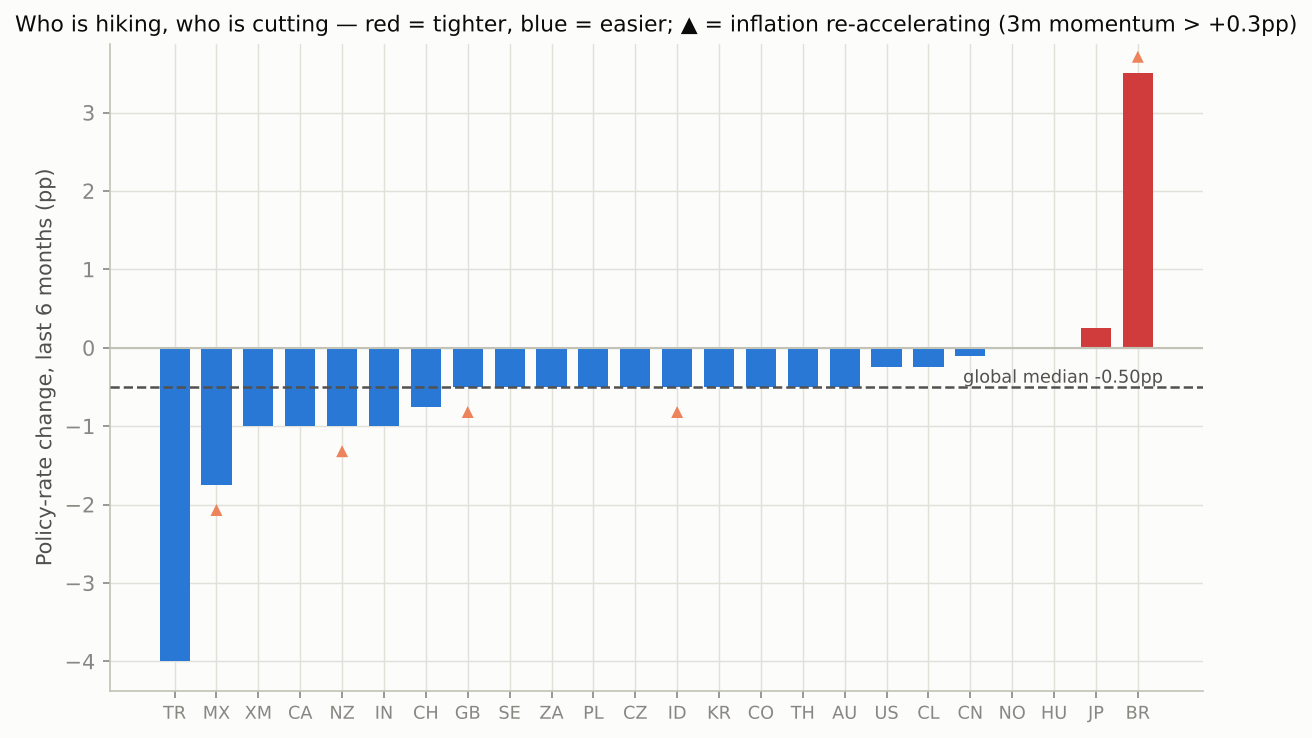 Who is hiking, who is cutting — red = tighter, blue = easier; ▲ = inflation re-accelerating (3m momentum > +0.3pp)
Policy-rate change, last 6 months (pp)
3
2
1
0
−1
−2
−3
−4
global median -0.50pp
TR MX XM CA NZ IN CH GB SE ZA PL CZ ID KR CO TH AU US CL CN NO HU JP BR